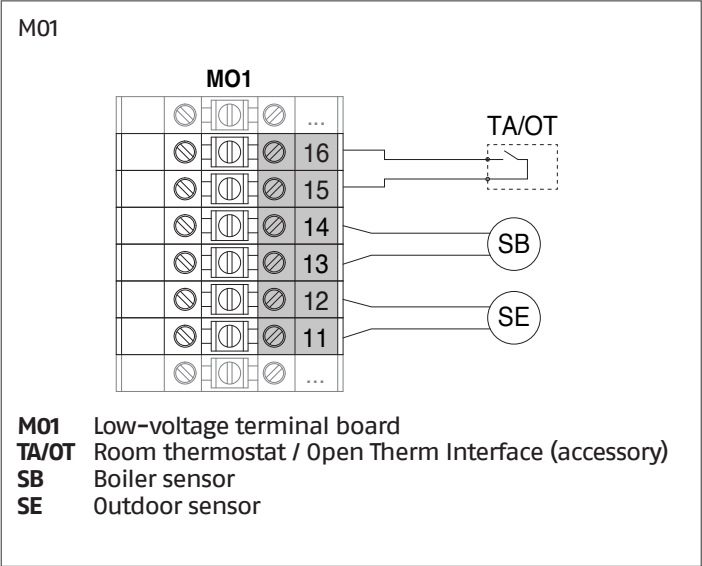 M01
MO1
...
TA/OT
16
15
14
SB
13
12
SE
11
...
M01 Low-voltage terminal board
TA/OT Room thermostat / Open Therm Interface (accessory)
SB Boiler sensor
SE Outdoor sensor